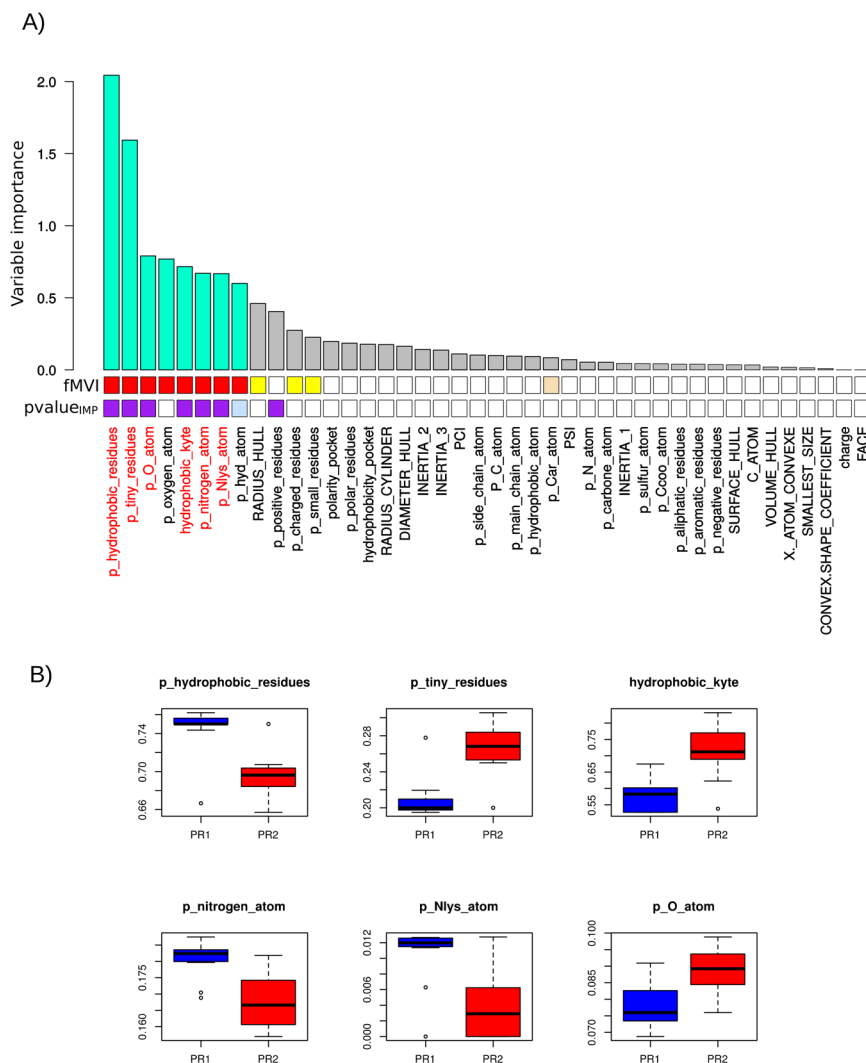 A)
Variable importance
2.0
1.5
1.0
0.5
0.0
fMVI
pvalueIMP
p_hydrophobic_residues
p_tiny_residues
p_O_atom
p_oxygen_atom
hydrophobic_kyte
p_nitrogen_atom
p_Nlys_atom
p_hyd_atom
RADIUS_HULL
p_positive_residues
p_charged_residues
p_small_residues
polarity_pocket
p_polar_residues
hydrophobicity_pocket
RADIUS_CYLINDER
DIAMETER_HULL
INERTIA_2
INERTIA_3
PCI
p_side_chain_atom
P_C_atom
p_main_chain_atom
p_hydrophobic_atom
p_Car_atom
PSI
p_N_atom
p_carbone_atom
INERTIA_1
p_sulfur_atom
p_Ccoo_atom
p_aliphatic_residues
p_aromatic_residues
p_negative_residues
SURFACE_HULL
C_ATOM
VOLUME_HULL
X._ATOM_CONVEXE
SMALLEST_SIZE
CONVEX.SHAPE_COEFFICIENT
charge
FACE
B)
p_hydrophobic_residues
0.74
0.70
0.66
PR1 PR2
p_tiny_residues
0.28
0.24
0.20
PR1 PR2
hydrophobic_kyte
0.75
0.65
0.55
PR1 PR2
p_nitrogen_atom
0.175
0.160
PR1 PR2
p_Nlys_atom
0.012
0.006
0.000
PR1 PR2
p_O_atom
0.100
0.085
0.070
PR1 PR2